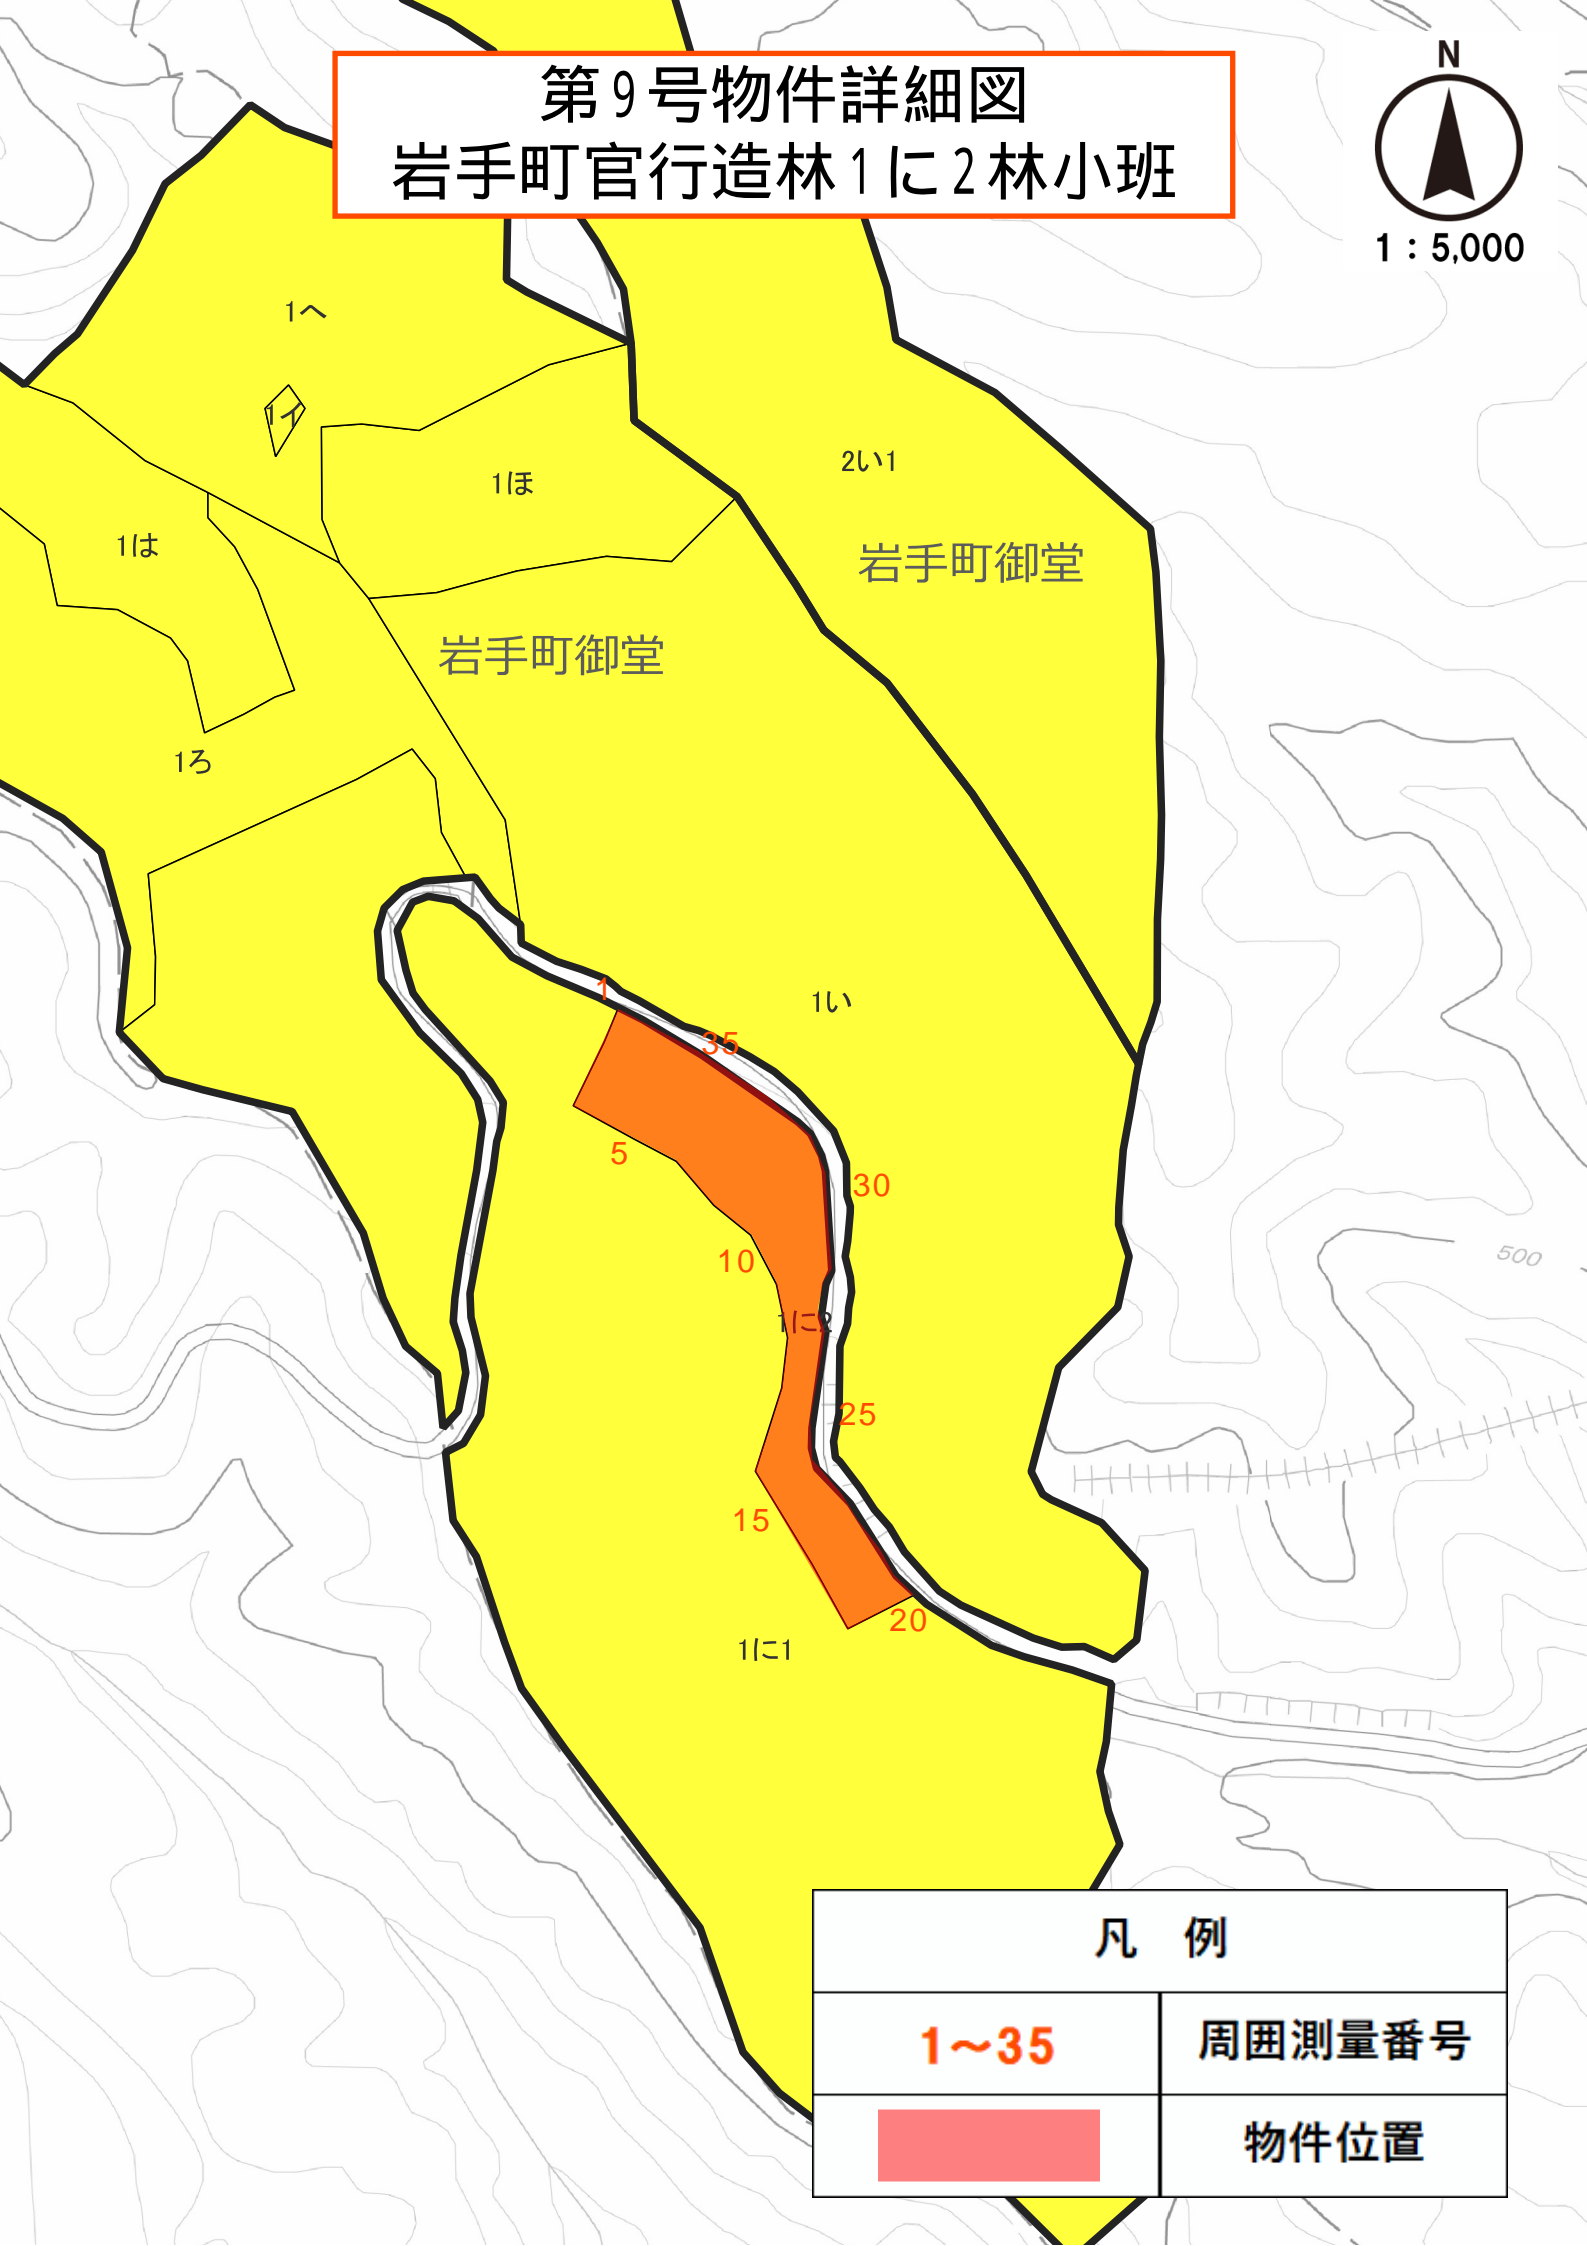 第9号物件詳細図
岩手町官行造林1に2林小班
N
1：5,000
1へ
1イ
2い1
1ほ
1は
岩手町御堂
岩手町御堂
1ろ
1
1い
35
5
30
10
500
1に2
25
15
20
1に1
凡　例
1～35
周囲測量番号
物件位置